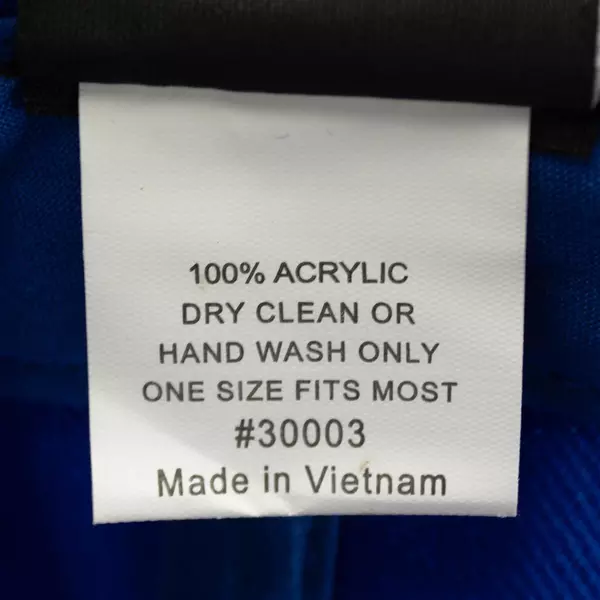 100% ACRYLIC
DRY CLEAN OR
HAND WASH ONLY
ONE SIZE FITS MOST
#30003
Made in Vietnam